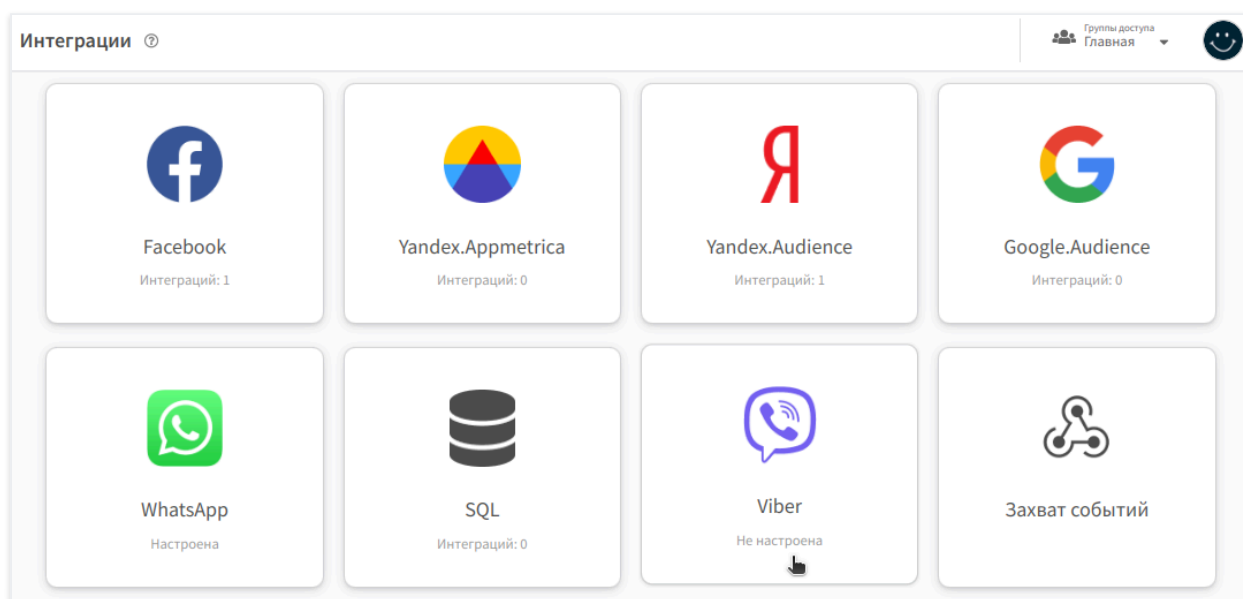 Интеграции
Группы доступа
Главная
Facebook
Интеграций: 1
Yandex.Appmetrica
Интеграций: 0
Я
Yandex.Audience
Интеграций: 1
Google.Audience
Интеграций: 0
WhatsApp
Настроена
SQL
Интеграций: 0
Viber
Не настроена
Захват событий